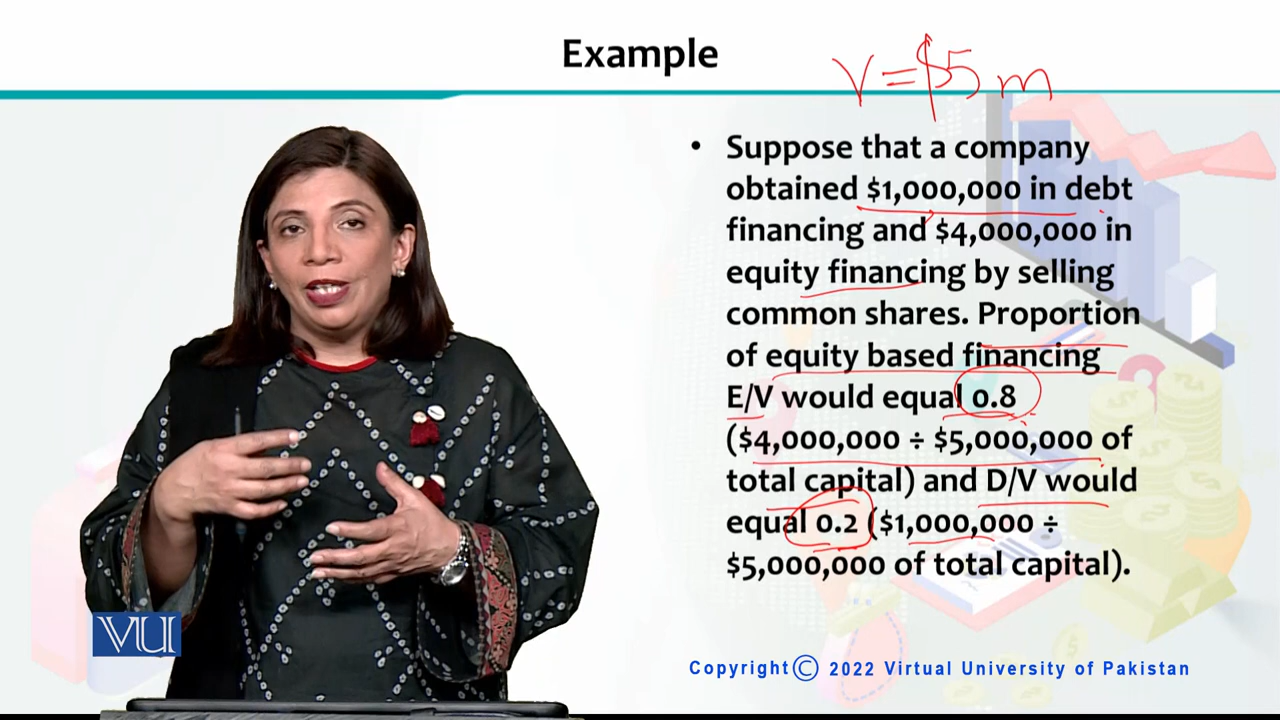 Example
V = $5 m
• Suppose that a company
obtained $1,000,000 in debt
financing and $4,000,000 in
equity financing by selling
common shares. Proportion
of equity based financing
E/V would equal 0.8
($4,000,000 ÷ $5,000,000 of
total capital) and D/V would
equal 0.2 ($1,000,000 ÷
$5,000,000 of total capital).
VU
Copyright© 2022 Virtual University of Pakistan